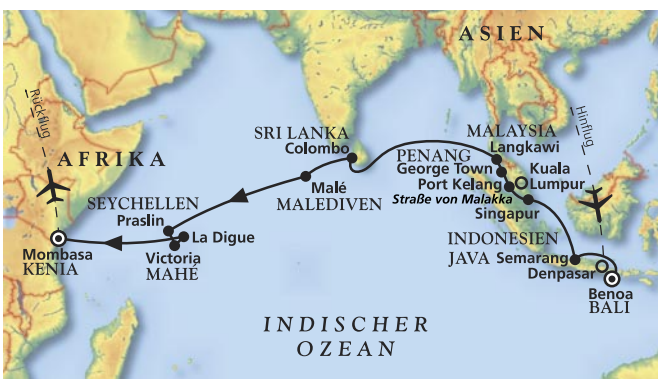 ASIEN
Rückflug
Hinflug
AFRIKA
SRI LANKA
Colombo
MALAYSIA
Langkawi
PENANG
George Town
Port Kelang
Kuala
Lumpur
Straße von Malakka
Singapur
Malé
MALEDIVEN
SEYCHELLEN
Praslin
La Digue
Victoria
MAHÉ
Mombasa
KENIA
INDONESIEN
JAVA Semarang
Denpasar
Benoa
BALI
INDISCHER
OZEAN